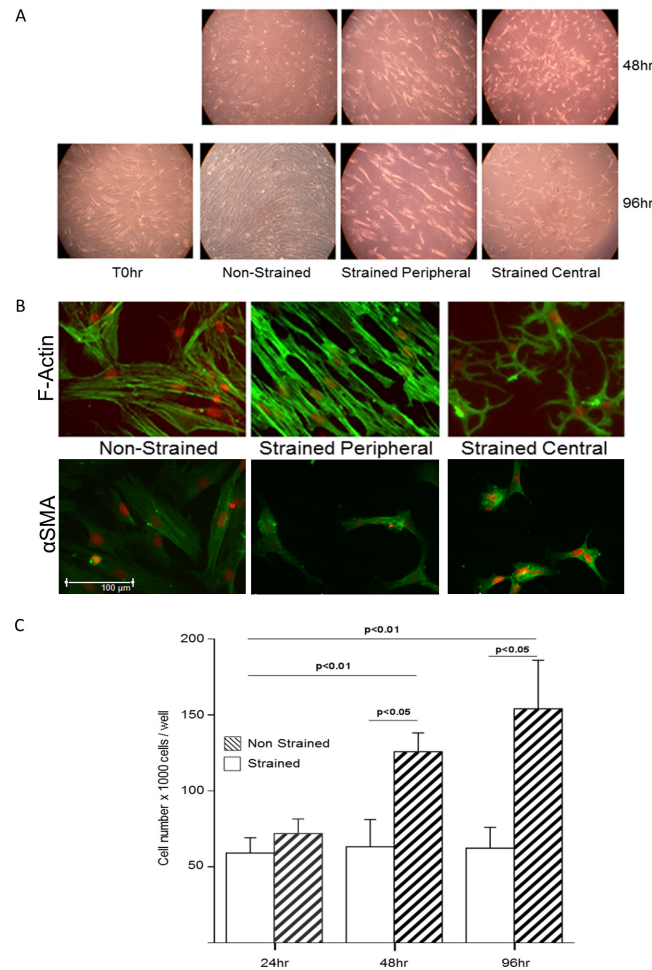 A
48hr
96hr
T0hr
Non-Strained
Strained Peripheral
Strained Central
B
F-Actin
Non-Strained
Strained Peripheral
Strained Central
αSMA
100 µm
C
200
p<0.01
p<0.05
p<0.01
150
p<0.05
Non Strained
Strained
100
50
Cell number x 1000 cells / well
24hr
48hr
96hr